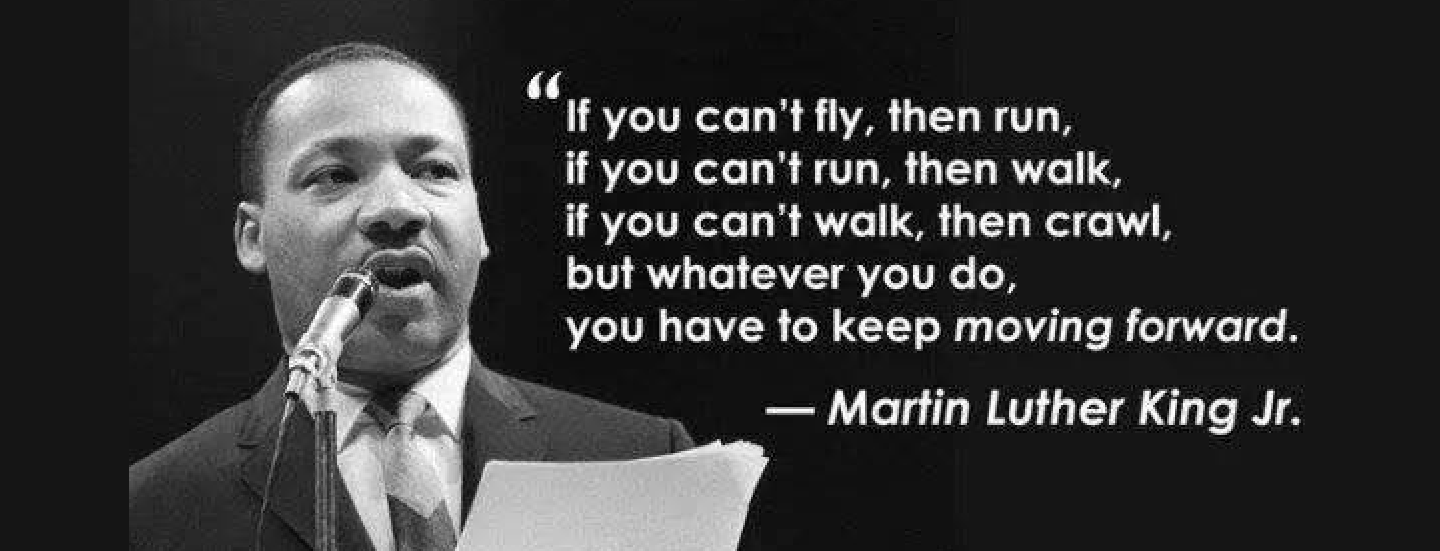 “If you can't fly, then run,
if you can't run, then walk,
if you can't walk, then crawl,
but whatever you do,
you have to keep moving forward.
— Martin Luther King Jr.